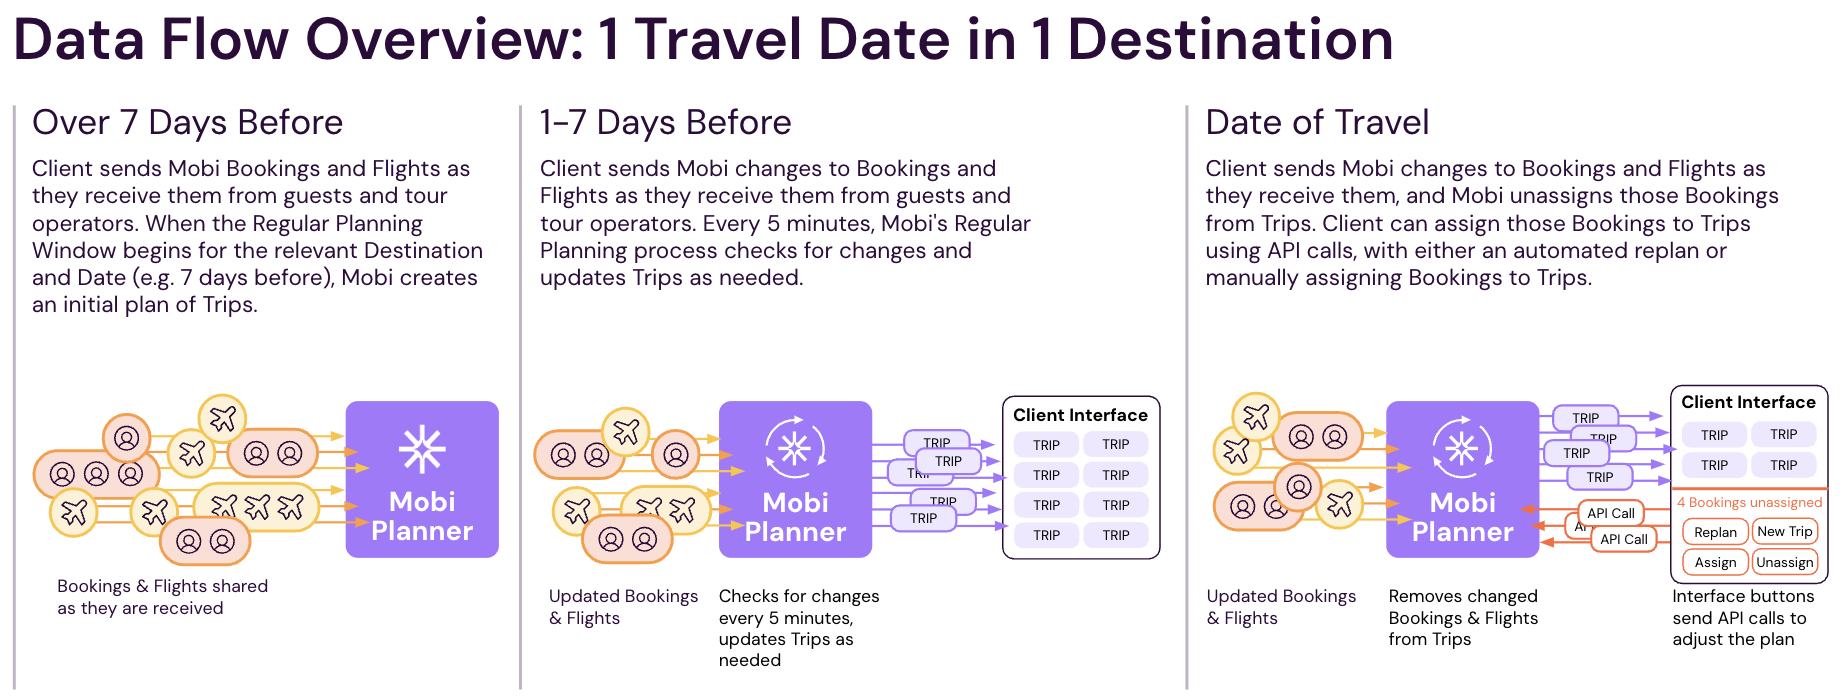 Data Flow Overview: 1 Travel Date in 1 Destination
Over 7 Days Before
Client sends Mobi Bookings and Flights as
they receive them from guests and tour
operators. When the Regular Planning
Window begins for the relevant Destination
and Date (e.g. 7 days before), Mobi creates
an initial plan of Trips.
Mobi
Planner
Bookings & Flights shared
as they are received
1-7 Days Before
Client sends Mobi changes to Bookings and
Flights as they receive them from guests and
tour operators. Every 5 minutes, Mobi's Regular
Planning process checks for changes and
updates Trips as needed.
Mobi
Planner
TRIP
TRIP
TRIP
TRIP
TRIP
Client Interface
TRIP TRIP
TRIP TRIP
TRIP TRIP
TRIP TRIP
Updated Bookings
& Flights
Checks for changes
every 5 minutes,
updates Trips as
needed
Date of Travel
Client sends Mobi changes to Bookings and Flights as
they receive them, and Mobi unassigns those Bookings
from Trips. Client can assign those Bookings to Trips
using API calls, with either an automated replan or
manually assigning Bookings to Trips.
Mobi
Planner
TRIP
TRIP
TRIP
TRIP
API Call
API Call
Client Interface
TRIP TRIP
TRIP TRIP
4 Bookings unassigned
Replan New Trip
Assign Unassign
Updated Bookings
& Flights
Removes changed
Bookings & Flights
from Trips
Interface buttons
send API calls to
adjust the plan